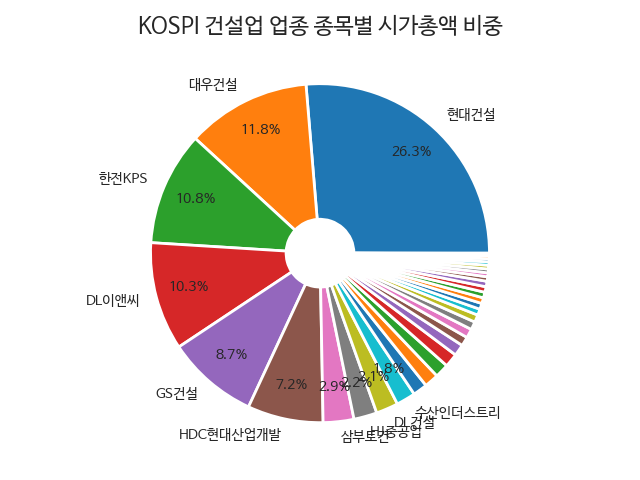 KOSPI 건설업 업종 종목별 시가총액 비중
현대건설
26.3%
대우건설
11.8%
한전KPS
10.8%
DL이앤씨
10.3%
GS건설
8.7%
HDC현대산업개발
7.2%
삼부토건
2.9%
2.2%
DL건설
2.1%
수산인더스트리
1.8%